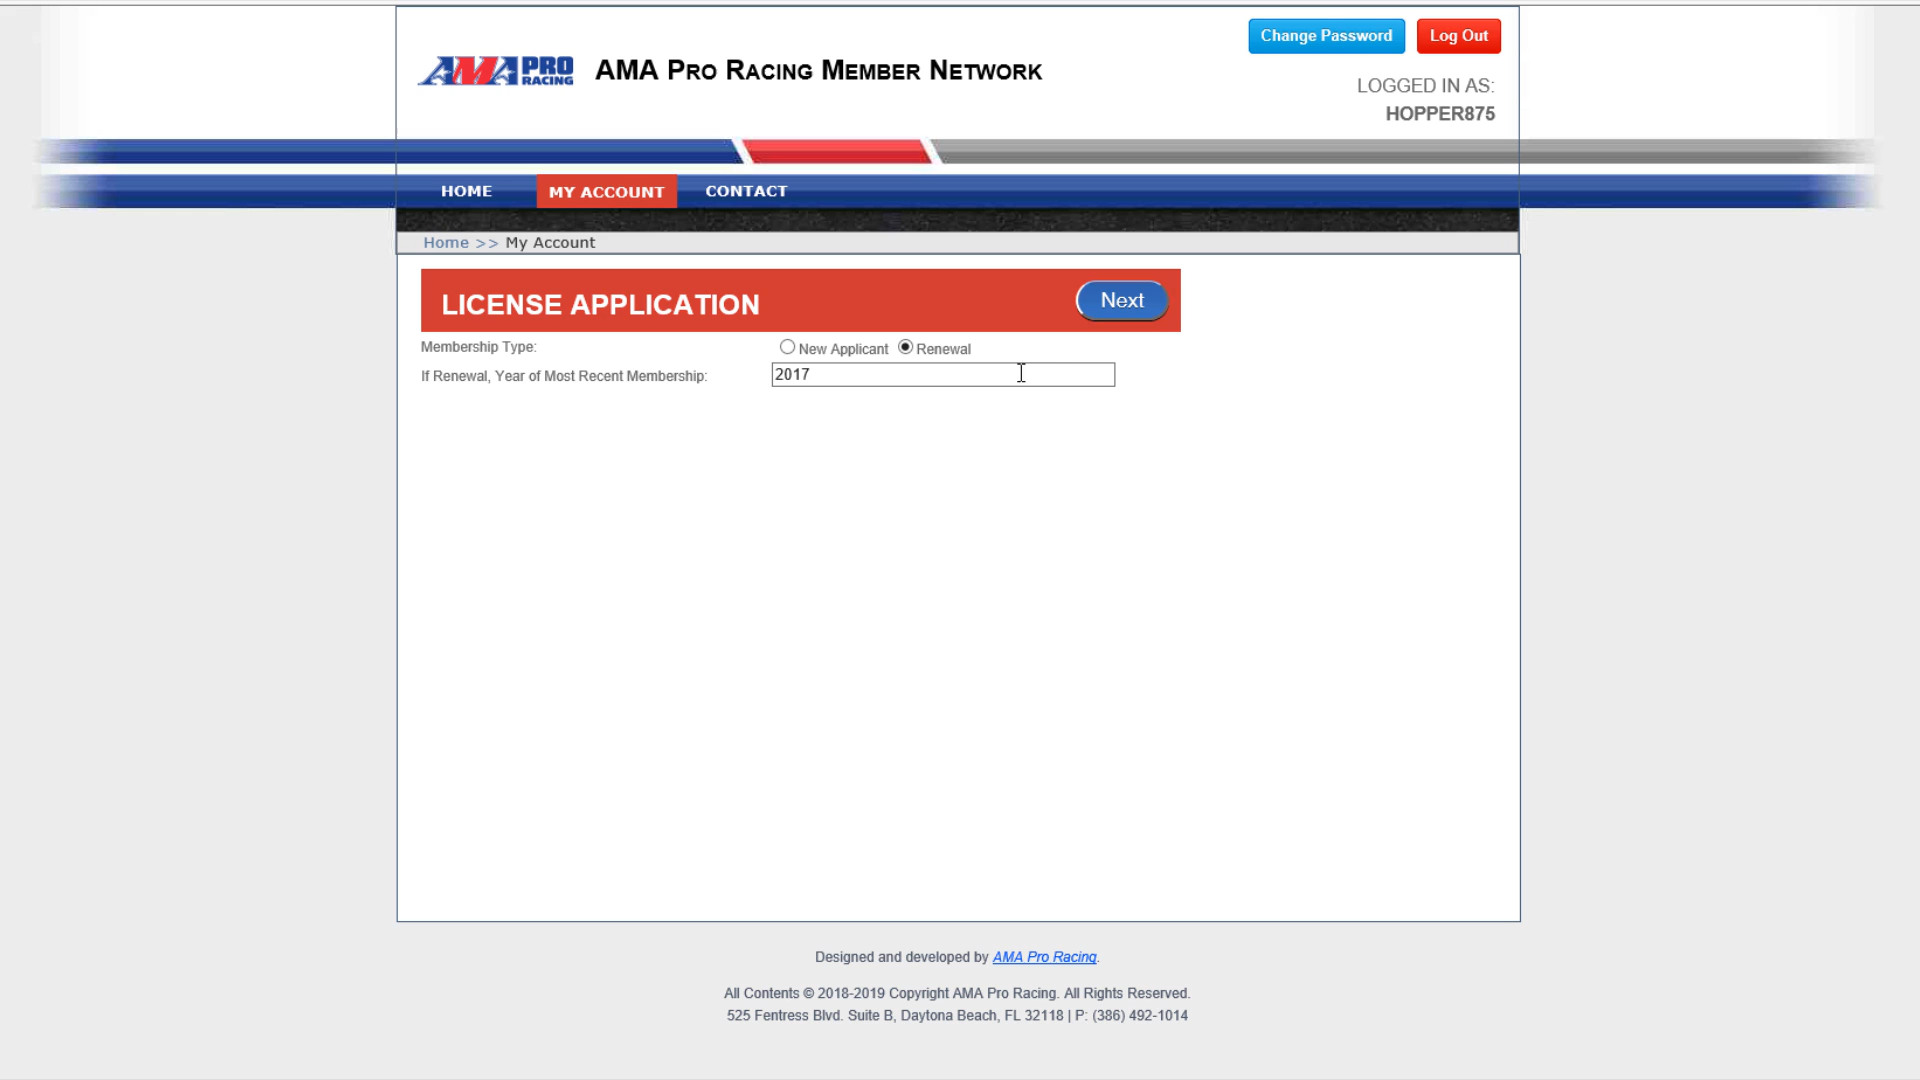 Change Password Log Out
AMA PRO RACING AMA PRO RACING MEMBER NETWORK
LOGGED IN AS:
HOPPER875
HOME MY ACCOUNT CONTACT
Home >> My Account
LICENSE APPLICATION Next
Membership Type: New Applicant Renewal
If Renewal, Year of Most Recent Membership: 2017
Designed and developed by AMA Pro Racing.
All Contents © 2018-2019 Copyright AMA Pro Racing. All Rights Reserved.
525 Fentress Blvd. Suite B, Daytona Beach, FL 32118 | P: (386) 492-1014